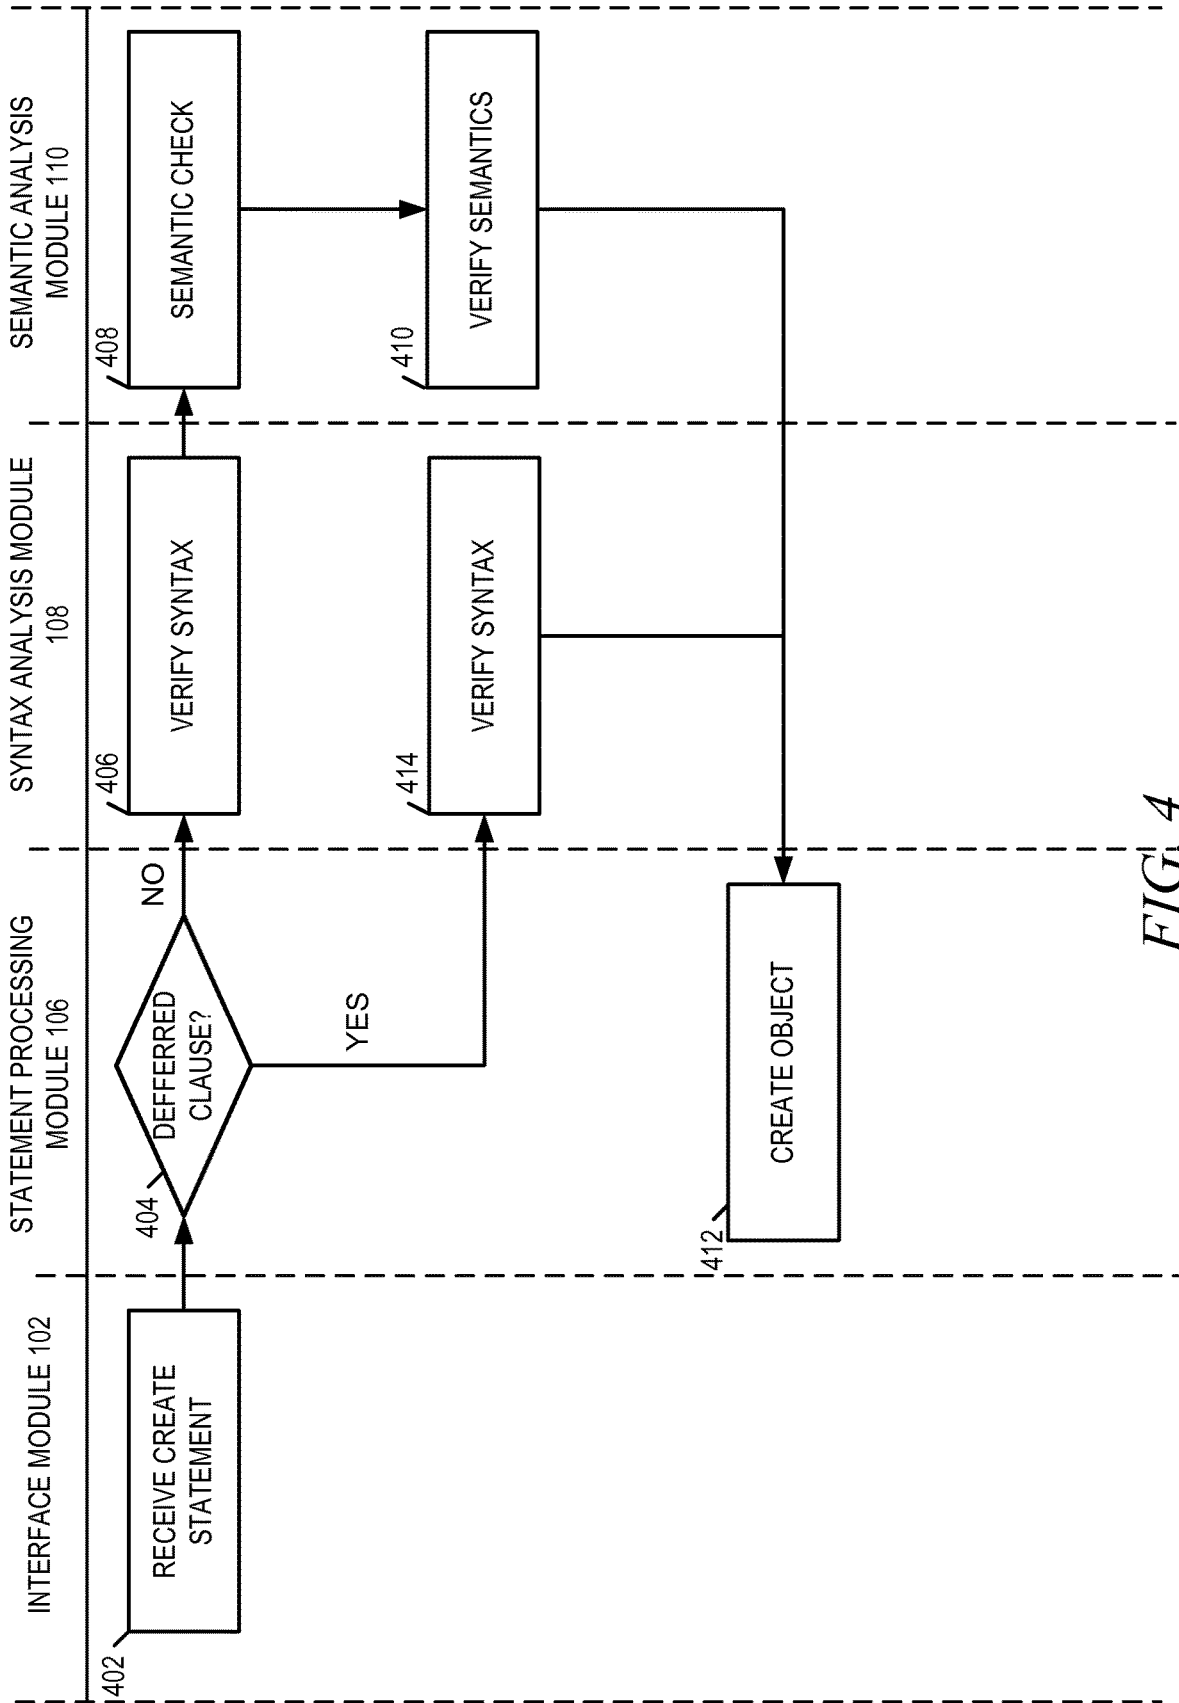 INTERFACE MODULE 102
STATEMENT PROCESSING
MODULE 106
SYNTAX ANALYSIS MODULE
108
SEMANTIC ANALYSIS
MODULE 110
402
RECEIVE CREATE
STATEMENT
404
DEFFERRED
CLAUSE?
NO
YES
406
VERIFY SYNTAX
408
SEMANTIC CHECK
414
VERIFY SYNTAX
410
VERIFY SEMANTICS
412
CREATE OBJECT
FIG. 4